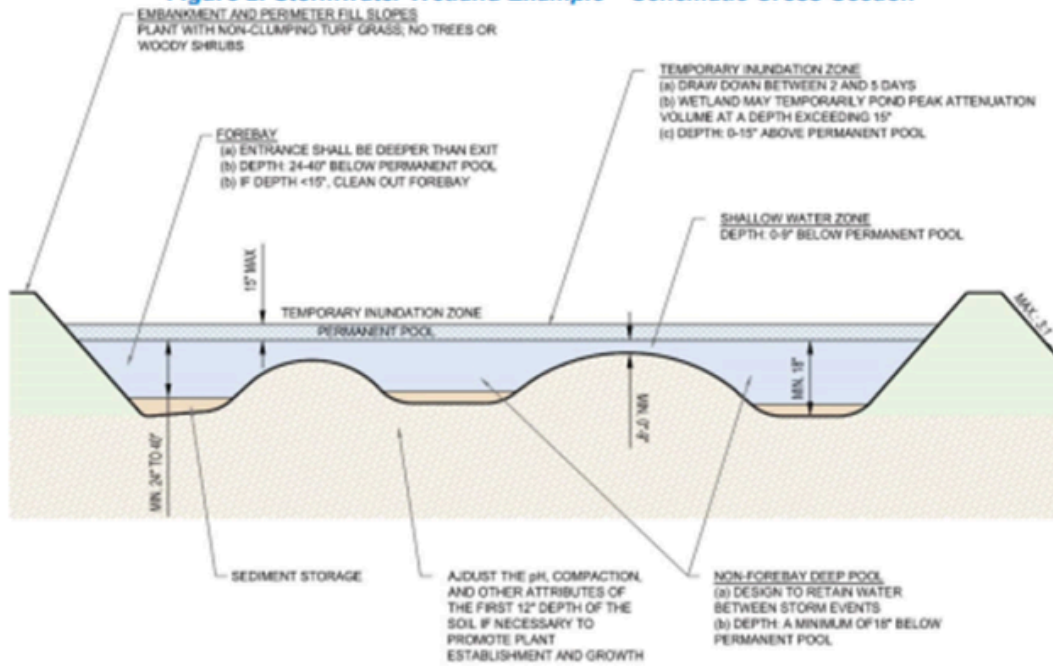 Figure 2: Stormwater Wetland Example – Schematic Cross-Section
EMBANKMENT AND PERIMETER FILL SLOPES
PLANT WITH NON-CLUMPING TURF GRASS; NO TREES OR
WOODY SHRUBS
TEMPORARY INUNDATION ZONE
(a) DRAW DOWN BETWEEN 2 AND 5 DAYS
(b) WETLAND MAY TEMPORARILY POND PEAK ATTENUATION
VOLUME AT A DEPTH EXCEEDING 15"
(c) DEPTH: 0-15" ABOVE PERMANENT POOL
FOREBAY
(a) ENTRANCE SHALL BE DEEPER THAN EXIT
(b) DEPTH: 24-40" BELOW PERMANENT POOL
(b) IF DEPTH <15", CLEAN OUT FOREBAY
SHALLOW WATER ZONE
DEPTH: 0-9" BELOW PERMANENT POOL
15" MAX
TEMPORARY INUNDATION ZONE
PERMANENT POOL
MAX.: 3:1
MIN. 18"
MIN. 0"-9"
MIN. 24" TO 40"
SEDIMENT STORAGE
AJDUST THE pH, COMPACTION,
AND OTHER ATTRIBUTES OF
THE FIRST 12" DEPTH OF THE
SOIL IF NECESSARY TO
PROMOTE PLANT
ESTABLISHMENT AND GROWTH
NON-FOREBAY DEEP POOL
(a) DESIGN TO RETAIN WATER
BETWEEN STORM EVENTS
(b) DEPTH: A MINIMUM OF18" BELOW
PERMANENT POOL